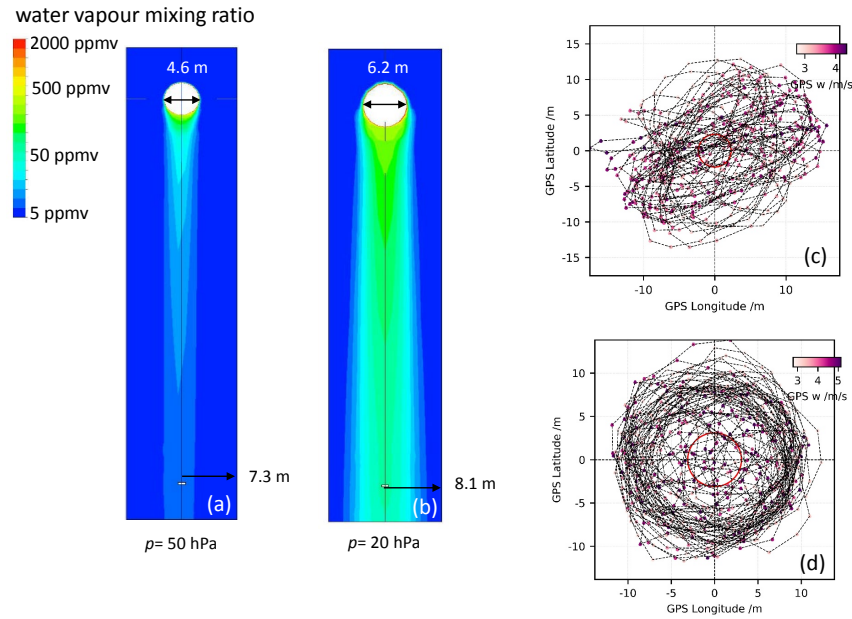 water vapour mixing ratio
2000 ppmv
500 ppmv
50 ppmv
5 ppmv
4.6 m
7.3 m
(a)
p= 50 hPa
6.2 m
8.1 m
(b)
p= 20 hPa
15
10
5
0
-5
-10
-15
GPS Latitude /m
3 4
GPS w /m/s
(c)
-10 0 10
GPS Longitude /m
10
5
0
-5
-10
GPS Latitude /m
3 4 5
GPS w /m/s
(d)
-10 -5 0 5 10
GPS Longitude /m